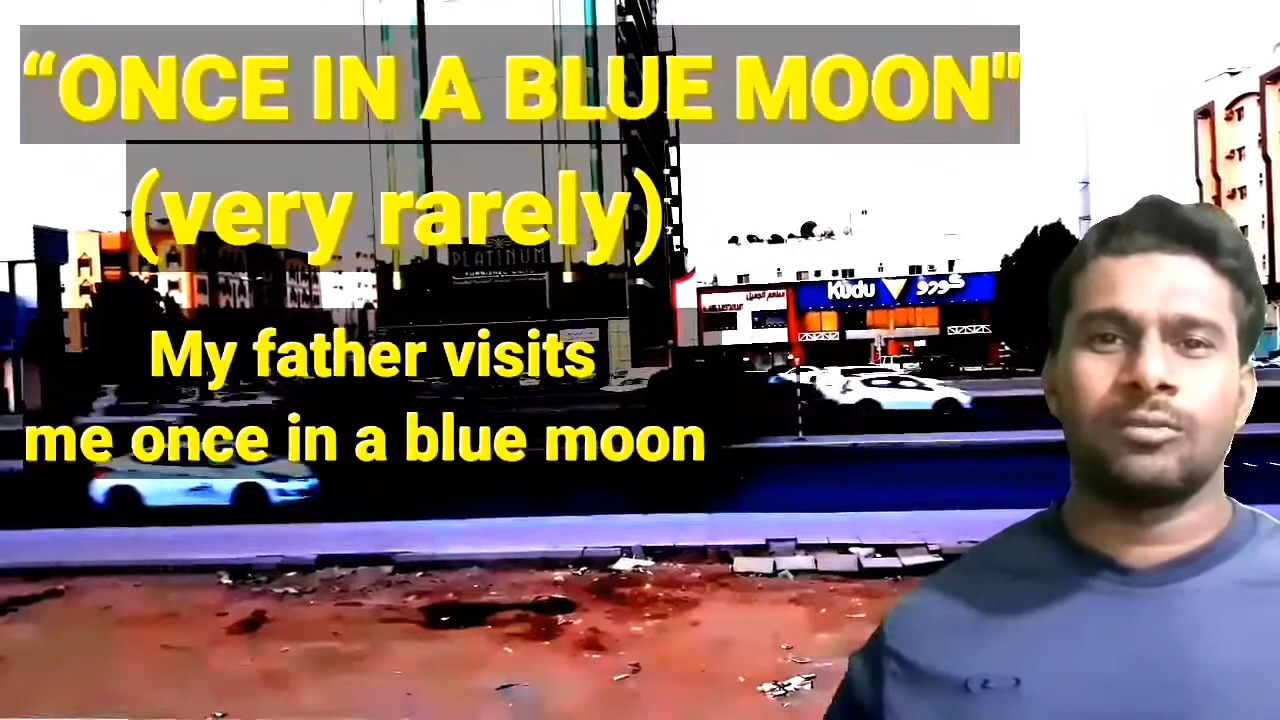 “ONCE IN A BLUE MOON"
(very rarely)
PLATINUM
My father visits
me once in a blue moon
Kudu كودو